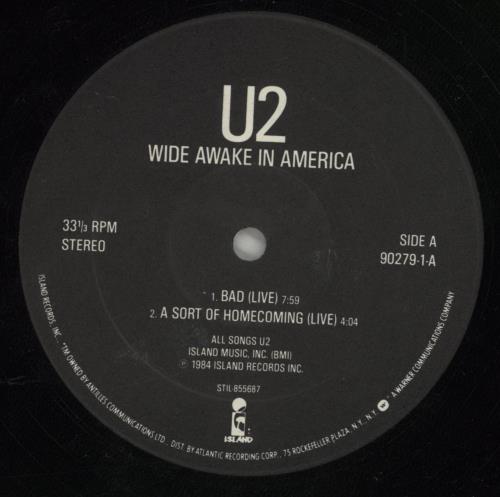 U2
WIDE AWAKE IN AMERICA
33⅓ RPM
STEREO
SIDE A
90279-1-A
1. BAD (LIVE) 7:59
2. A SORT OF HOMECOMING (LIVE) 4:04
ALL SONGS U2
ISLAND MUSIC, INC. (BMI)
℗ 1984 ISLAND RECORDS INC.
STIL-855687
ISLAND
ISLAND RECORDS, INC. *TM OWNED BY ANTILLES COMMUNICATIONS LTD. DIST. BY ATLANTIC RECORDING CORP., 75 ROCKEFELLER PLAZA, N.Y., N.Y. A WARNER COMMUNICATIONS COMPANY